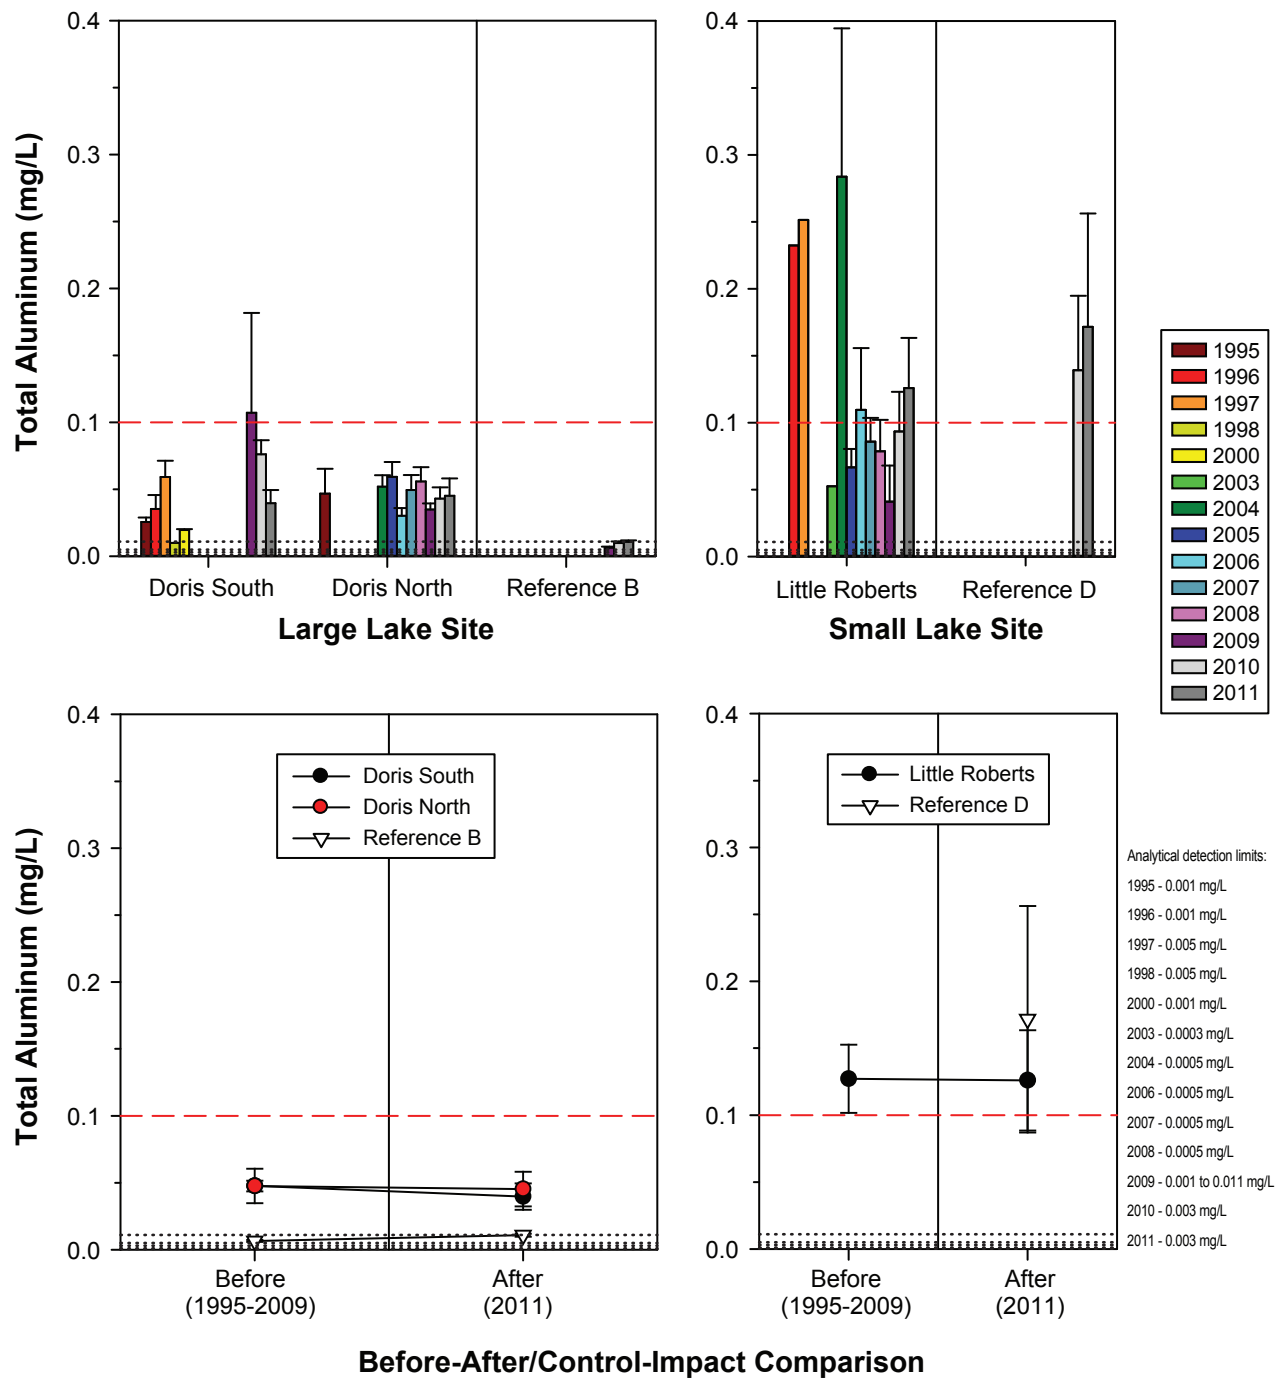 0.4
0.3
0.2
0.1
0.0
Total Aluminum (mg/L)
Doris South
Doris North
Reference B
Large Lake Site
0.4
0.3
0.2
0.1
0.0
Little Roberts
Reference D
Small Lake Site
1995
1996
1997
1998
2000
2003
2004
2005
2006
2007
2008
2009
2010
2011
0.4
0.3
0.2
0.1
0.0
Total Aluminum (mg/L)
Doris South
Doris North
Reference B
Before
(1995-2009)
After
(2011)
0.4
0.3
0.2
0.1
0.0
Little Roberts
Reference D
Before
(1995-2009)
After
(2011)
Analytical detection limits:
1995 - 0.001 mg/L
1996 - 0.001 mg/L
1997 - 0.005 mg/L
1998 - 0.005 mg/L
2000 - 0.001 mg/L
2003 - 0.0003 mg/L
2004 - 0.0005 mg/L
2006 - 0.0005 mg/L
2007 - 0.0005 mg/L
2008 - 0.0005 mg/L
2009 - 0.001 to 0.011 mg/L
2010 - 0.003 mg/L
2011 - 0.003 mg/L
Before-After/Control-Impact Comparison